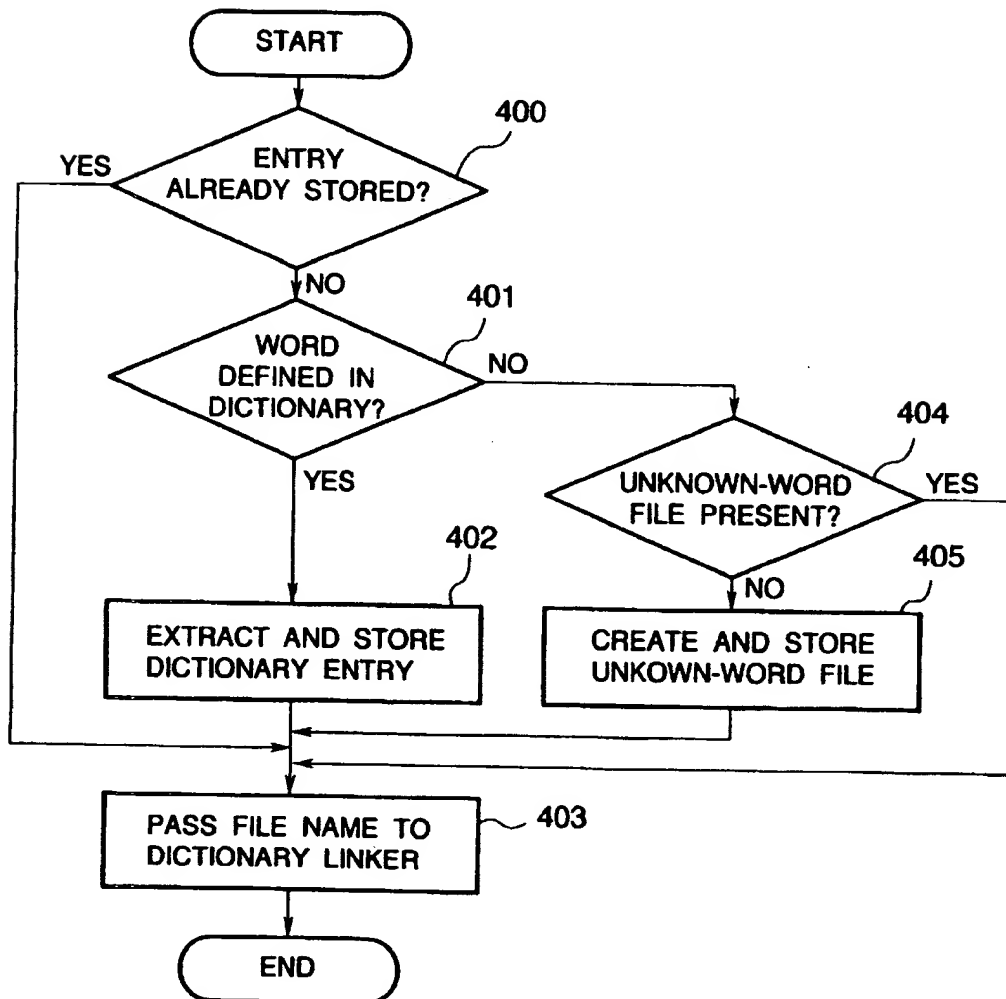 START
400
YES
ENTRY
ALREADY STORED?
NO
401
WORD
DEFINED IN
DICTIONARY?
NO
YES
404
UNKNOWN-WORD
FILE PRESENT?
YES
NO
402
EXTRACT AND STORE
DICTIONARY ENTRY
405
CREATE AND STORE
UNKOWN-WORD FILE
PASS FILE NAME TO
DICTIONARY LINKER
403
END